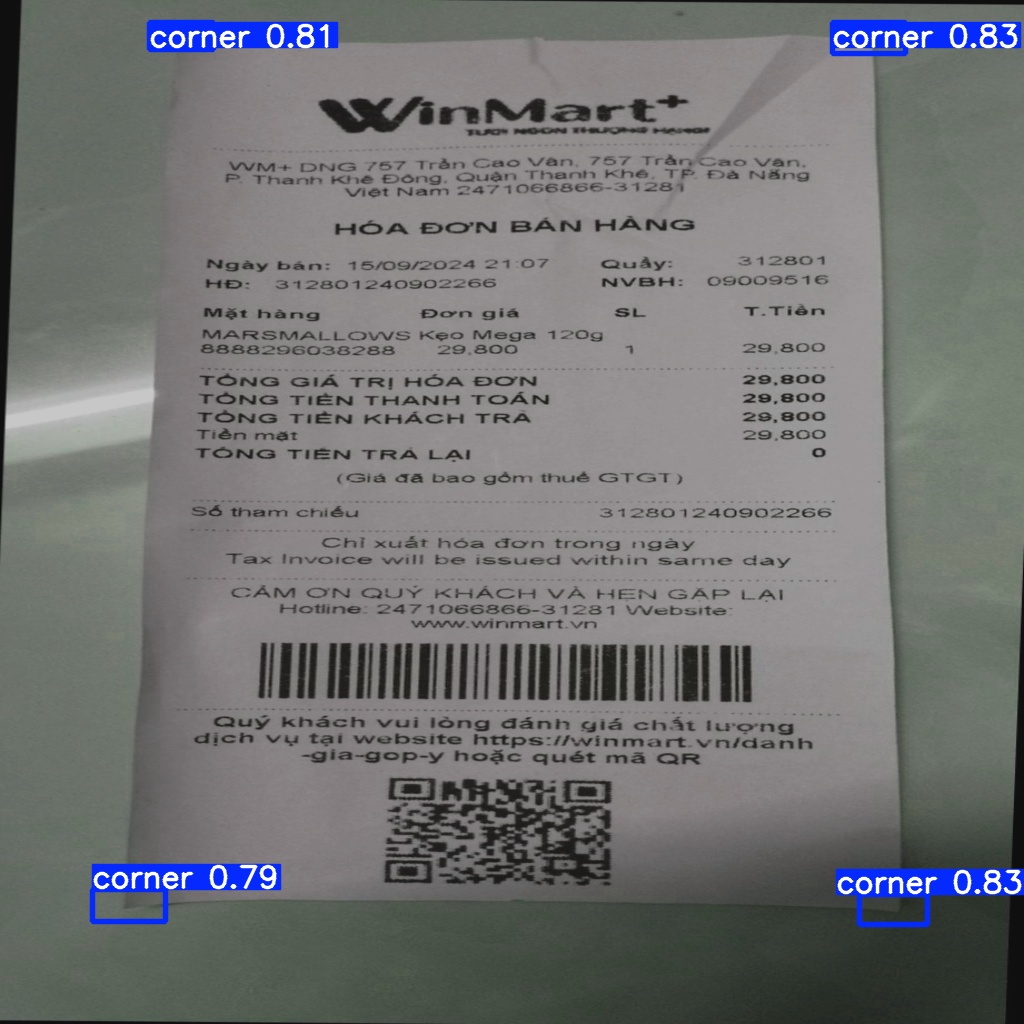 corner 0.81
corner 0.83
WinMart+
TƯƠI NGON THƯỢNG HẠNG!
WM+ DNG 757 Trần Cao Vân, 757 Trần Cao Vân,
P. Thanh Khê Đông, Quận Thanh Khê, TP. Đà Nẵng
Việt Nam 2471066866-31281
HÓA ĐƠN BÁN HÀNG
Ngày bán: 15/09/2024 21:07 Quầy: 312801
HĐ: 312801240902266 NVBH: 09009516
Mặt hàng Đơn giá SL T.Tiền
MARSMALLOWS Kẹo Mega 120g
8888296038288 29,800 1 29,800
TỔNG GIÁ TRỊ HÓA ĐƠN 29,800
TỔNG TIỀN THANH TOÁN 29,800
TỔNG TIỀN KHÁCH TRẢ 29,800
Tiền mặt 29,800
TỔNG TIỀN TRẢ LẠI 0
(Giá đã bao gồm thuế GTGT)
Số tham chiếu 312801240902266
Chỉ xuất hóa đơn trong ngày
Tax Invoice will be issued within same day
CẢM ƠN QUÝ KHÁCH VÀ HẸN GẶP LẠI
Hotline: 2471066866-31281 Website:
www.winmart.vn
Quý khách vui lòng đánh giá chất lượng
dịch vụ tại website https://winmart.vn/danh
-gia-gop-y hoặc quét mã QR
corner 0.79
corner 0.83